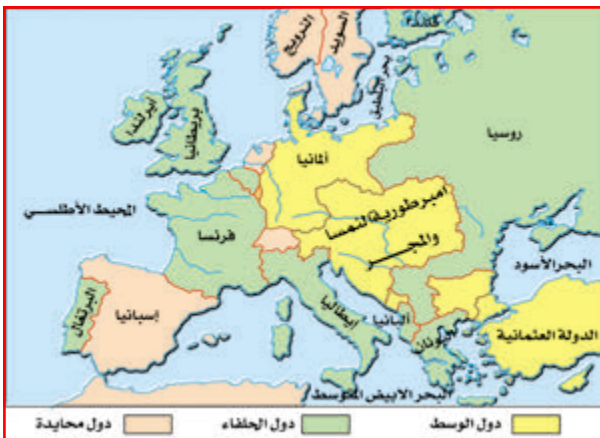 النرويج
السويد
فنلندا
بحر البلطيق
روسيا
ايرلندا
بريطانيا
ألمانيا
المحيط الأطلسي
فرنسا
امبرطورية النمسا
والمجر
البحر الأسود
البرتغال
إسبانيا
إيطاليا
ألبانيا
اليونان
الدولة العثمانية
البحر الابيض المتوسط
دول الوسط
دول الحلفاء
دول محايدة